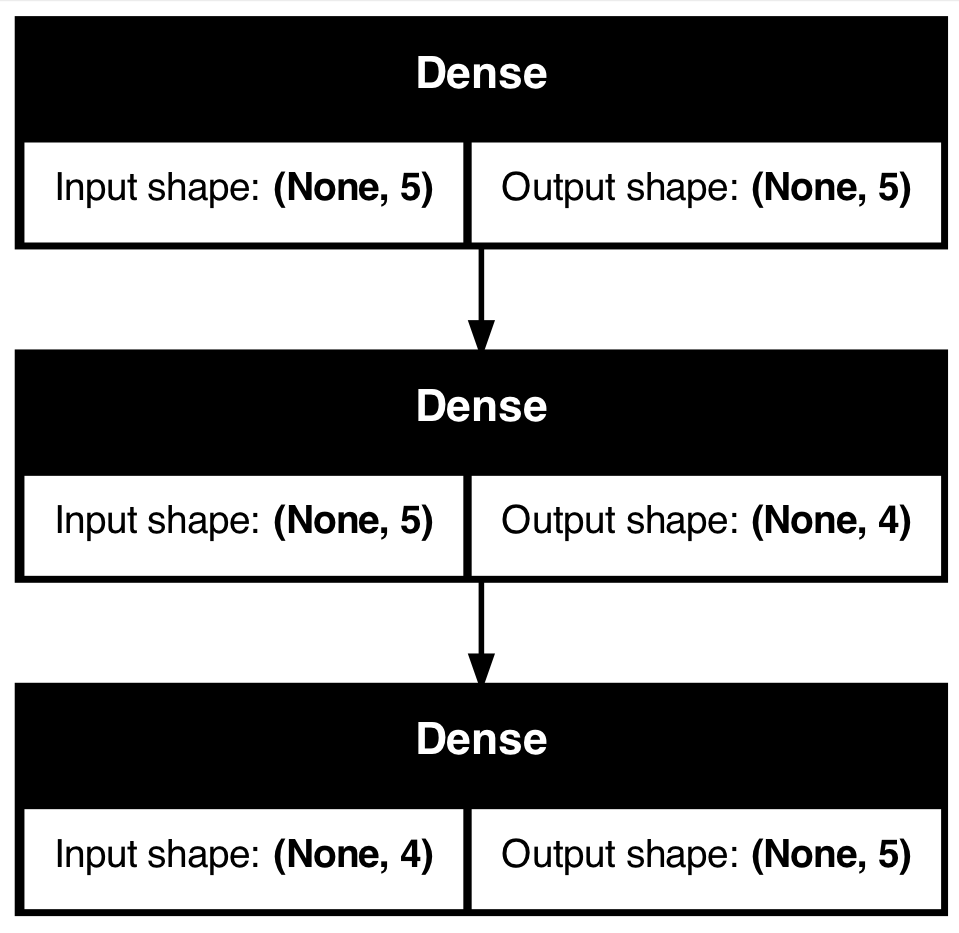 Dense
Input shape: (None, 5) Output shape: (None, 5)
Dense
Input shape: (None, 5) Output shape: (None, 4)
Dense
Input shape: (None, 4) Output shape: (None, 5)